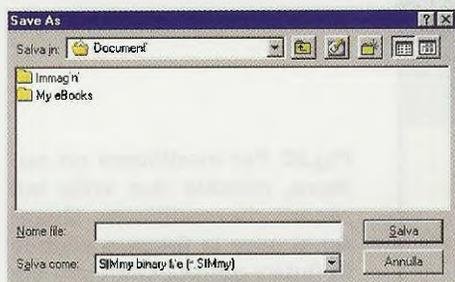 Save As
Salva in: Documenti
Immagini
My eBooks
Nome file:
Salva
Salva come: SIMmy binary file (*.SIMmy)
Annulla